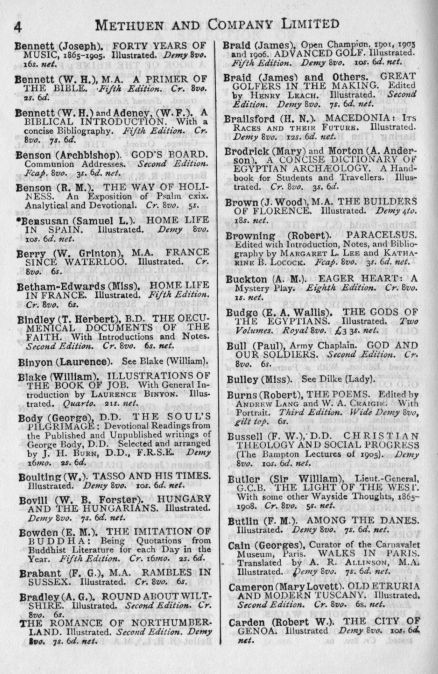 4 METHUEN AND COMPANY LIMITED
Bennett (Joseph). FORTY YEARS OF
MUSIC, 1865-1905. Illustrated. Demy 8vo.
16s. net.
Bennett (W. H.), M.A. A PRIMER OF
THE BIBLE. Fifth Edition. Cr. 8vo.
2s. 6d.
Bennett (W. H.) and Adeney, (W. F.). A
BIBLICAL INTRODUCTION. With a
concise Bibliography. Fifth Edition. Cr.
8vo. 7s. 6d.
Benson (Archbishop). GOD'S BOARD.
Communion Addresses. Second Edition.
Fcap. 8vo. 3s. 6d. net.
Benson (R. M.). THE WAY OF HOLI-
NESS. An Exposition of Psalm cxix.
Analytical and Devotional. Cr. 8vo. 5s.
*Bensusan (Samuel L.). HOME LIFE
IN SPAIN. Illustrated. Demy 8vo.
10s. 6d. net.
Berry (W. Grinton), M.A. FRANCE
SINCE WATERLOO. Illustrated. Cr.
8vo. 6s.
Betham-Edwards (Miss). HOME LIFE
IN FRANCE. Illustrated. Fifth Edition.
Cr. 8vo. 6s.
Bindley (T. Herbert), B.D. THE OECU-
MENICAL DOCUMENTS OF THE
FAITH. With Introductions and Notes.
Second Edition. Cr. 8vo. 6s. net.
Binyon (Laurence). See Blake (William).
Blake (William). ILLUSTRATIONS OF
THE BOOK OF JOB. With General In-
troduction by LAURENCE BINYON. Illus-
trated. Quarto. 21s. net.
Body (George), D.D. THE SOUL'S
PILGRIMAGE: Devotional Readings from
the Published and Unpublished writings of
George Body, D.D. Selected and arranged
by J. H. BURN, D.D., F.R.S.E. Demy
16mo. 2s. 6d.
Boulting (W.). TASSO AND HIS TIMES.
Illustrated. Demy 8vo. 10s. 6d. net.
Bovill (W. B. Forster). HUNGARY
AND THE HUNGARIANS. Illustrated.
Demy 8vo. 7s. 6d. net.
Bowden (E. M.). THE IMITATION OF
BUDDHA: Being Quotations from
Buddhist Literature for each Day in the
Year. Fifth Edition. Cr. 16mo. 2s. 6d.
Brabant (F. G.), M.A. RAMBLES IN
SUSSEX. Illustrated. Cr. 8vo. 6s.
Bradley (A. G.). ROUND ABOUT WILT-
SHIRE. Illustrated. Second Edition. Cr.
8vo. 6s.
THE ROMANCE OF NORTHUMBER-
LAND. Illustrated. Second Edition. Demy
8vo. 7s. 6d. net.
Braid (James), Open Champion, 1901, 1905
and 1906. ADVANCED GOLF. Illustrated.
Fifth Edition. Demy 8vo. 10s. 6d. net.
Braid (James) and Others. GREAT
GOLFERS IN THE MAKING. Edited
by HENRY LEACH. Illustrated. Second
Edition. Demy 8vo. 7s. 6d. net.
Brailsford (H. N.). MACEDONIA: ITS
RACES AND THEIR FUTURE. Illustrated.
Demy 8vo. 12s. 6d. net.
Brodrick (Mary) and Morton (A. Ander-
son). A CONCISE DICTIONARY OF
EGYPTIAN ARCHÆOLOGY. A Hand-
book for Students and Travellers. Illus-
trated. Cr. 8vo. 3s. 6d.
Brown (J. Wood), M.A. THE BUILDERS
OF FLORENCE. Illustrated. Demy 4to.
18s. net.
Browning (Robert). PARACELSUS.
Edited with Introduction, Notes, and Biblio-
graphy by MARGARET L. LEE and KATHA-
RINE B. LOCOCK. Fcap. 8vo. 3s. 6d. net.
Buckton (A. M.). EAGER HEART: A
Mystery Play. Eighth Edition. Cr. 8vo.
1s. net.
Budge (E. A. Wallis). THE GODS OF
THE EGYPTIANS. Illustrated. Two
Volumes. Royal 8vo. £3 3s. net.
Bull (Paul), Army Chaplain. GOD AND
OUR SOLDIERS. Second Edition. Cr.
8vo. 6s.
Bulley (Miss). See Dilke (Lady).
Burns (Robert), THE POEMS. Edited by
ANDREW LANG and W. A. CRAIGIE. With
Portrait. Third Edition. Wide Demy 8vo,
gilt top. 6s.
Bussell (F. W.), D.D. CHRISTIAN
THEOLOGY AND SOCIAL PROGRESS
(The Bampton Lectures of 1905). Demy
8vo. 10s. 6d. net.
Butler (Sir William), Lieut.-General,
G.C.B. THE LIGHT OF THE WEST.
With some other Wayside Thoughts, 1865-
1908. Cr. 8vo. 5s. net.
Butlin (F. M.). AMONG THE DANES.
Illustrated. Demy 8vo. 7s. 6d. net.
Cain (Georges), Curator of the Carnavalet
Museum, Paris. WALKS IN PARIS.
Translated by A. R. ALLINSON, M.A.
Illustrated. Demy 8vo. 7s. 6d. net.
Cameron (Mary Lovett). OLD ETRURIA
AND MODERN TUSCANY. Illustrated.
Second Edition. Cr. 8vo. 6s. net.
Carden (Robert W.). THE CITY OF
GENOA. Illustrated Demy 8vo. 10s. 6d.
net.